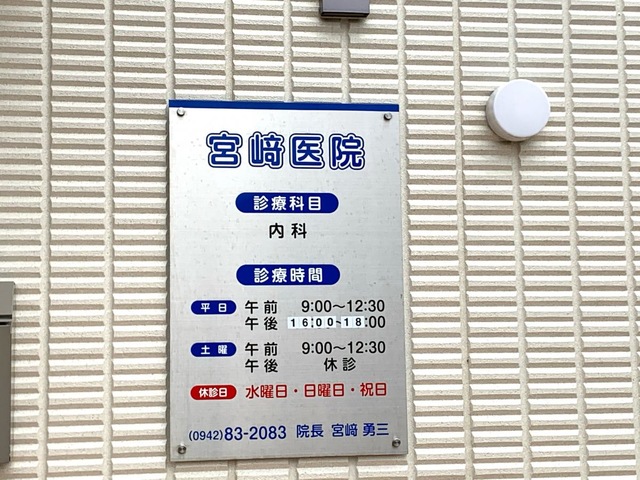 宮﨑医院
診療科目
内科
診療時間
平日 午前 9:00〜12:30
午後 16:00~18:00
土曜 午前 9:00〜12:30
午後 休診
休診日 水曜日・日曜日・祝日
(0942)83-2083 院長 宮﨑 勇三